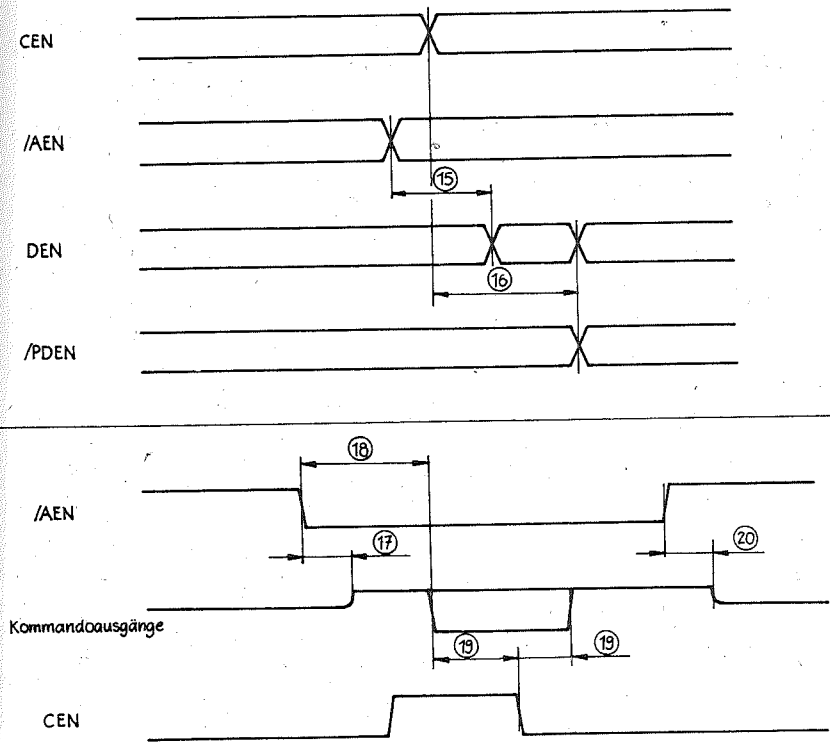 CEN
/AEN
15
DEN
16
/PDEN
18
/AEN
17
20
Kommandoausgänge
19
19
CEN